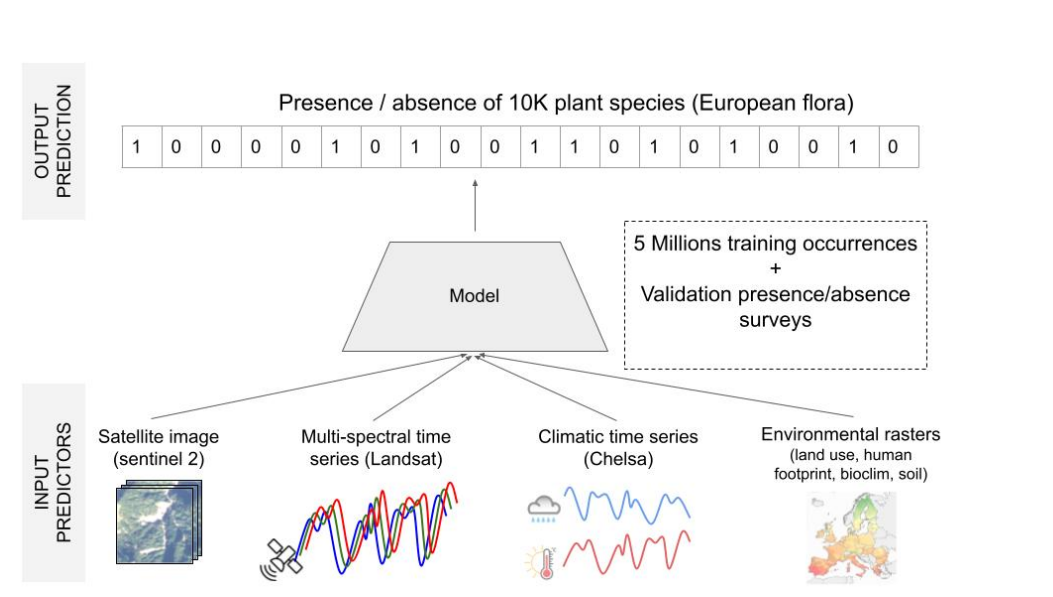 OUTPUT
PREDICTION
Presence / absence of 10K plant species (European flora)
1 0 0 0 0 1 0 1 0 0 1 1 0 1 0 1 0 0 1 0
Model
5 Millions training occurrences
+
Validation presence/absence
surveys
INPUT
PREDICTORS
Satellite image
(sentinel 2)
Multi-spectral time
series (Landsat)
Climatic time series
(Chelsa)
Environmental rasters
(land use, human
footprint, bioclim, soil)